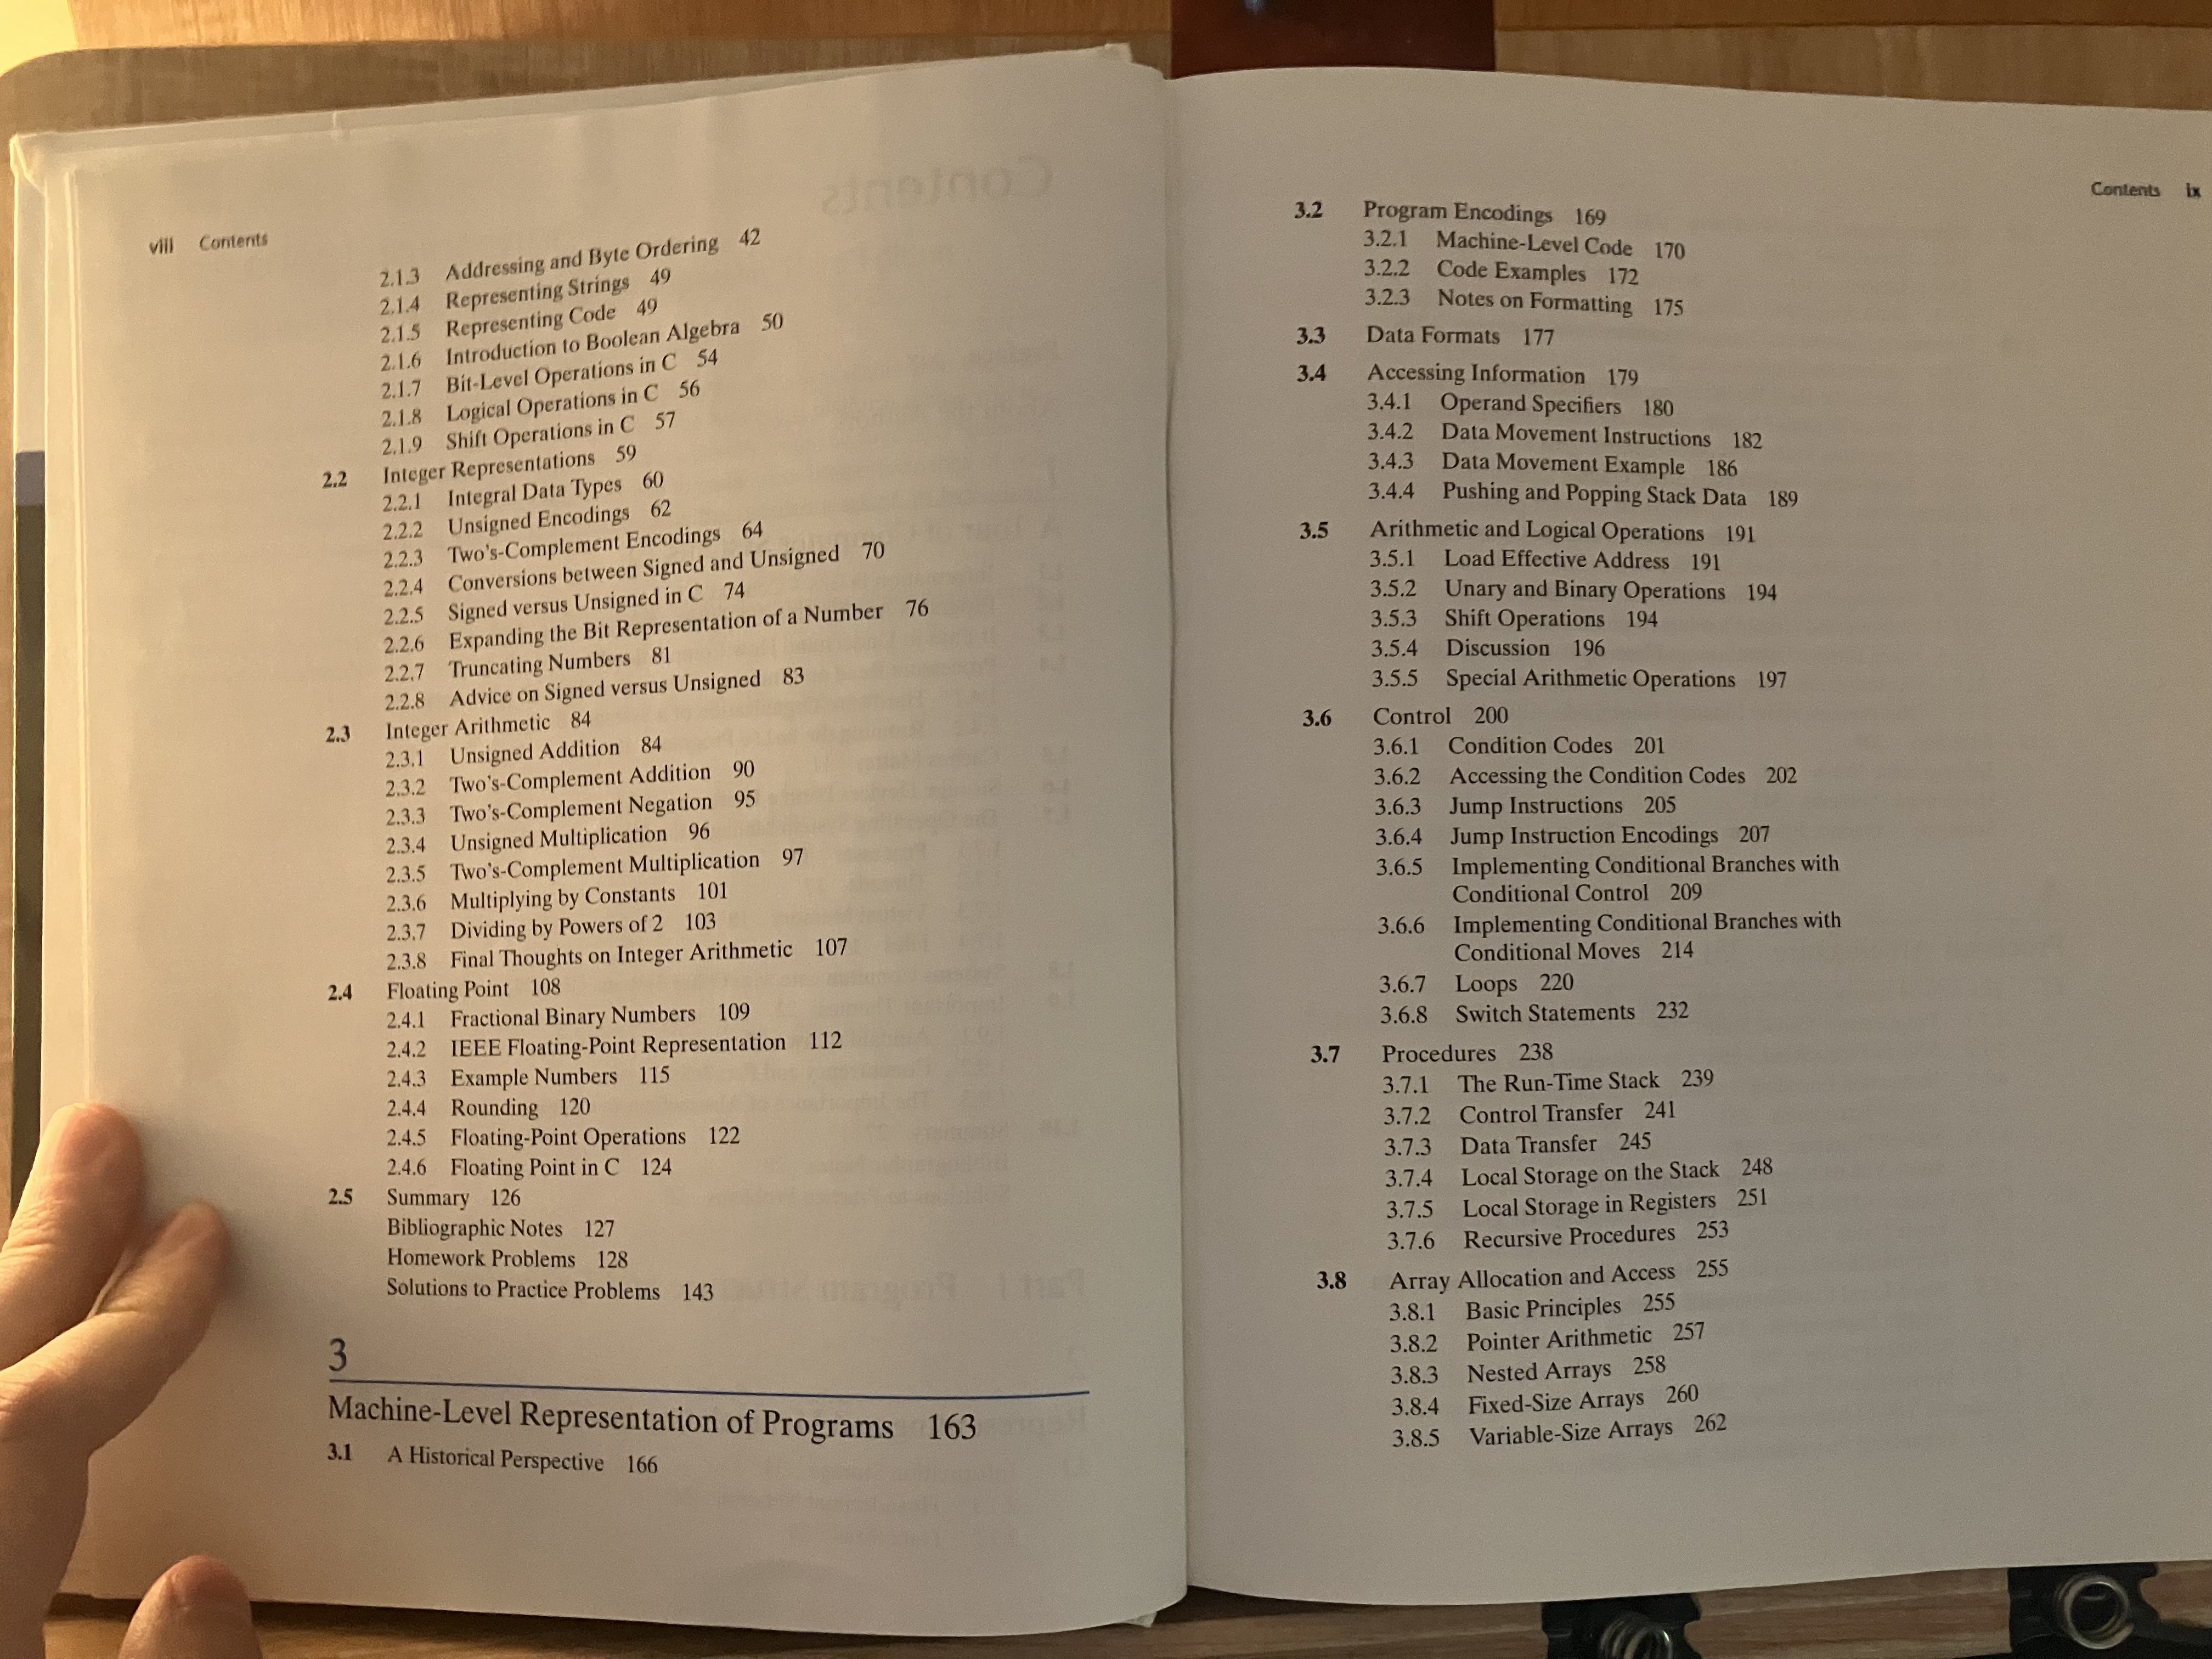 viii Contents
2.1.3 Addressing and Byte Ordering 42
2.1.4 Representing Strings 49
2.1.5 Representing Code 49
2.1.6 Introduction to Boolean Algebra 50
2.1.7 Bit-Level Operations in C 54
2.1.8 Logical Operations in C 56
2.1.9 Shift Operations in C 57
2.2 Integer Representations 59
2.2.1 Integral Data Types 60
2.2.2 Unsigned Encodings 62
2.2.3 Two's-Complement Encodings 64
2.2.4 Conversions between Signed and Unsigned 70
2.2.5 Signed versus Unsigned in C 74
2.2.6 Expanding the Bit Representation of a Number 76
2.2.7 Truncating Numbers 81
2.2.8 Advice on Signed versus Unsigned 83
2.3 Integer Arithmetic 84
2.3.1 Unsigned Addition 84
2.3.2 Two's-Complement Addition 90
2.3.3 Two's-Complement Negation 95
2.3.4 Unsigned Multiplication 96
2.3.5 Two's-Complement Multiplication 97
2.3.6 Multiplying by Constants 101
2.3.7 Dividing by Powers of 2 103
2.3.8 Final Thoughts on Integer Arithmetic 107
2.4 Floating Point 108
2.4.1 Fractional Binary Numbers 109
2.4.2 IEEE Floating-Point Representation 112
2.4.3 Example Numbers 115
2.4.4 Rounding 120
2.4.5 Floating-Point Operations 122
2.4.6 Floating Point in C 124
2.5 Summary 126
Bibliographic Notes 127
Homework Problems 128
Solutions to Practice Problems 143
3
Machine-Level Representation of Programs 163
3.1 A Historical Perspective 166
Contents ix
3.2 Program Encodings 169
3.2.1 Machine-Level Code 170
3.2.2 Code Examples 172
3.2.3 Notes on Formatting 175
3.3 Data Formats 177
3.4 Accessing Information 179
3.4.1 Operand Specifiers 180
3.4.2 Data Movement Instructions 182
3.4.3 Data Movement Example 186
3.4.4 Pushing and Popping Stack Data 189
3.5 Arithmetic and Logical Operations 191
3.5.1 Load Effective Address 191
3.5.2 Unary and Binary Operations 194
3.5.3 Shift Operations 194
3.5.4 Discussion 196
3.5.5 Special Arithmetic Operations 197
3.6 Control 200
3.6.1 Condition Codes 201
3.6.2 Accessing the Condition Codes 202
3.6.3 Jump Instructions 205
3.6.4 Jump Instruction Encodings 207
3.6.5 Implementing Conditional Branches with
Conditional Control 209
3.6.6 Implementing Conditional Branches with
Conditional Moves 214
3.6.7 Loops 220
3.6.8 Switch Statements 232
3.7 Procedures 238
3.7.1 The Run-Time Stack 239
3.7.2 Control Transfer 241
3.7.3 Data Transfer 245
3.7.4 Local Storage on the Stack 248
3.7.5 Local Storage in Registers 251
3.7.6 Recursive Procedures 253
3.8 Array Allocation and Access 255
3.8.1 Basic Principles 255
3.8.2 Pointer Arithmetic 257
3.8.3 Nested Arrays 258
3.8.4 Fixed-Size Arrays 260
3.8.5 Variable-Size Arrays 262